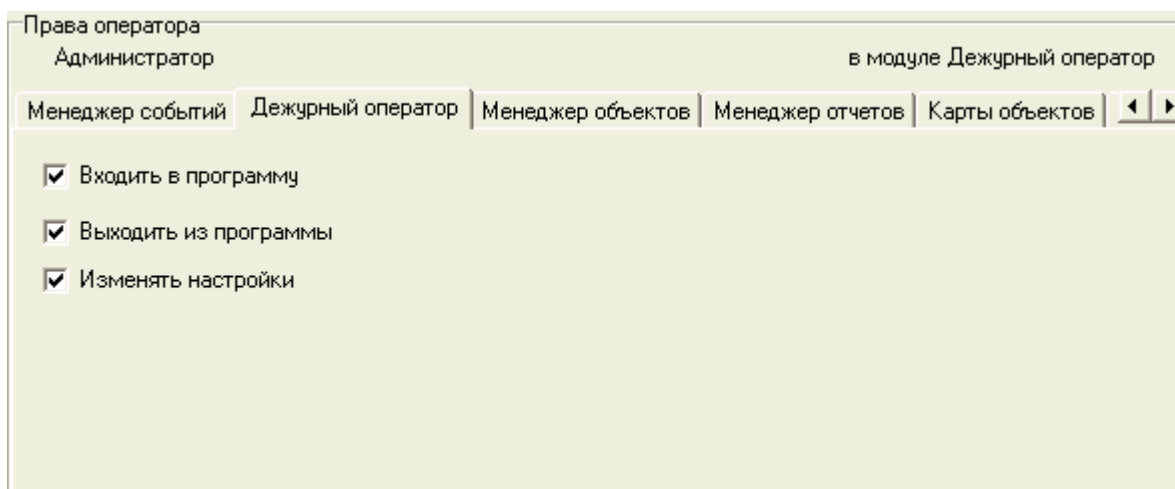 Права оператора
Администратор в модуле Дежурный оператор
Менеджер событий Дежурный оператор Менеджер объектов Менеджер отчетов Карты объектов
Входить в программу
Выходить из программы
Изменять настройки